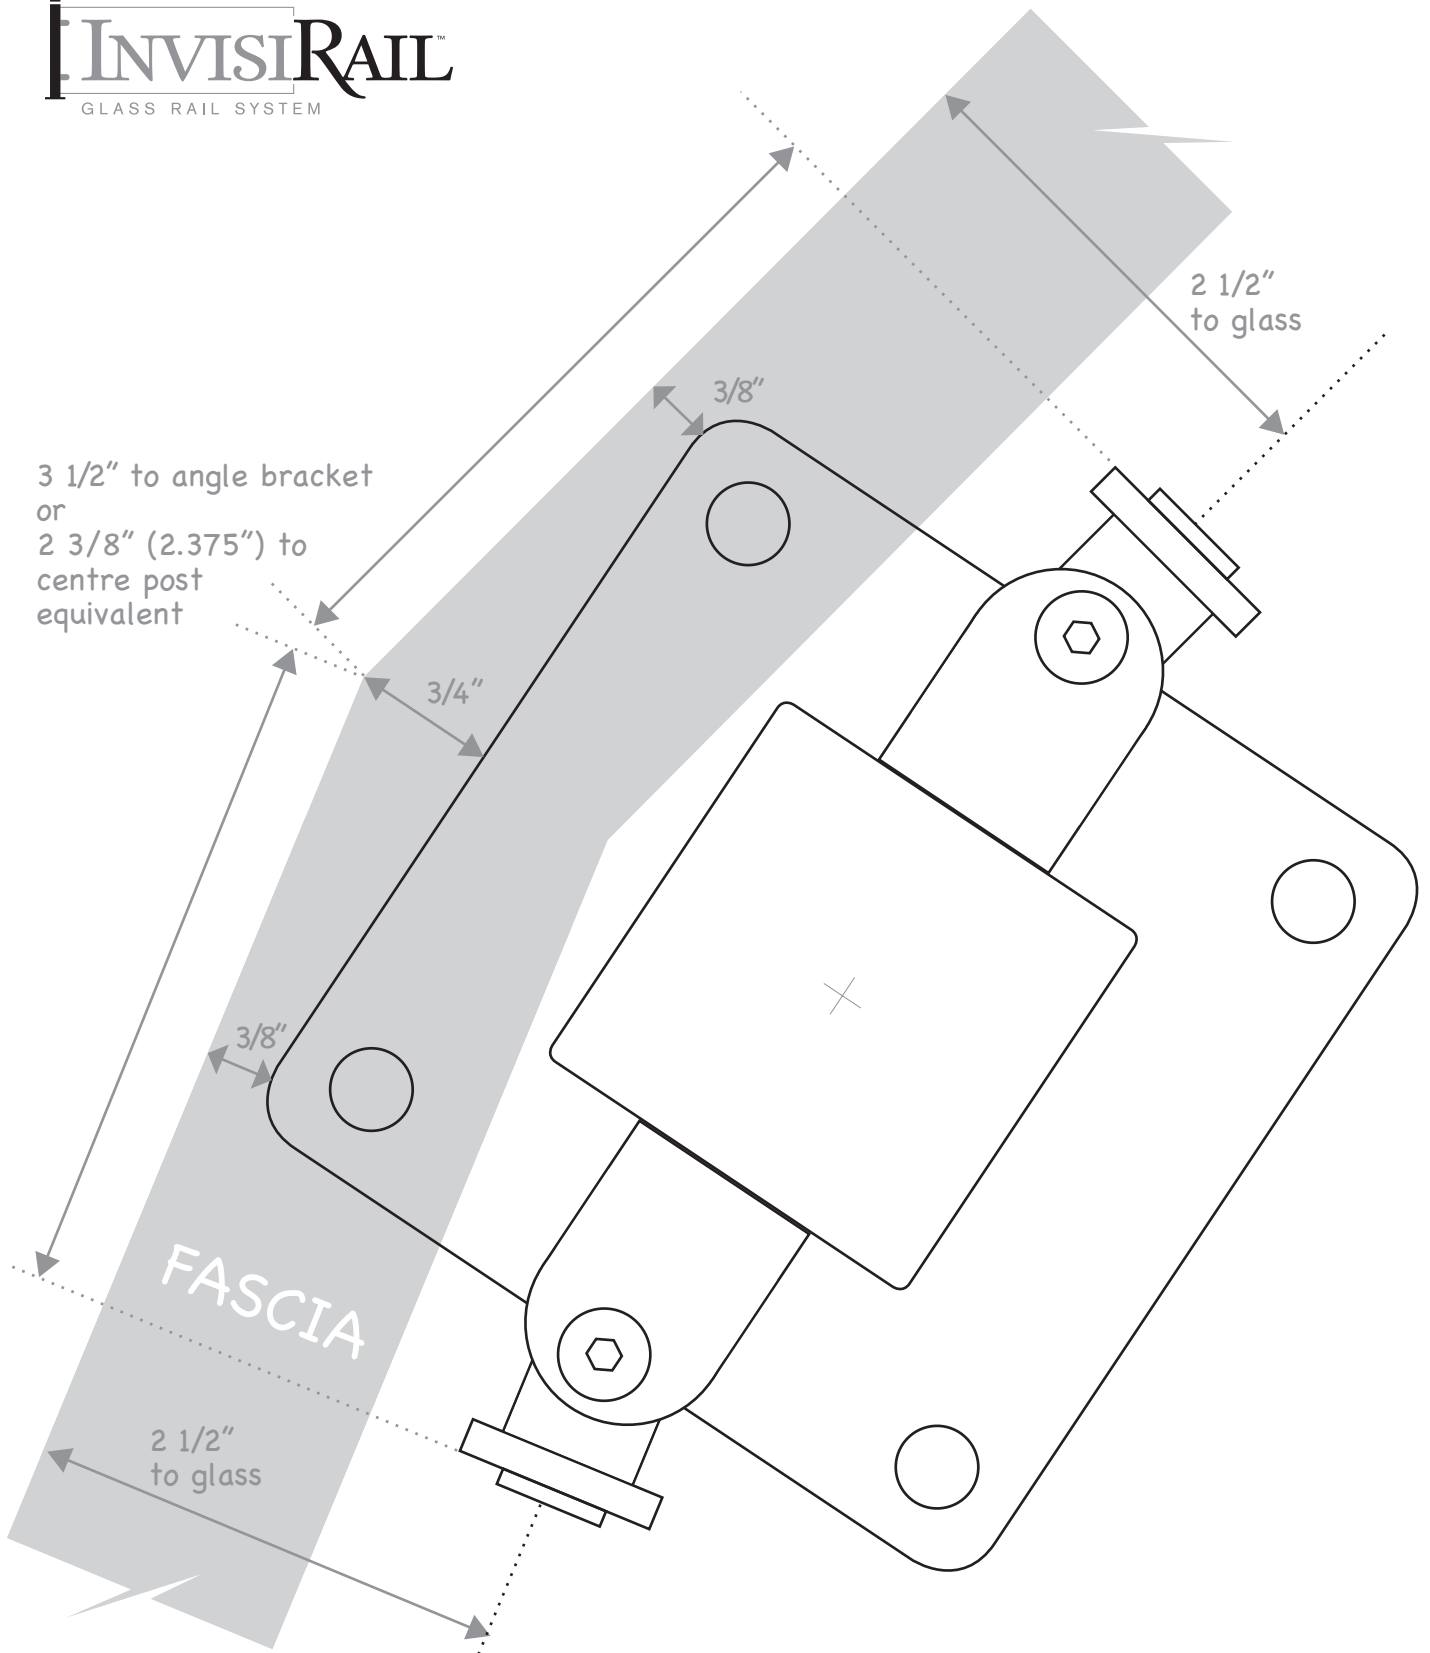 INVISIRAIL™
GLASS RAIL SYSTEM
2 1/2”
to glass
3/8”
3 1/2” to angle bracket
or
2 3/8” (2.375”) to
centre post
equivalent
3/4”
3/8”
FASCIA
2 1/2”
to glass